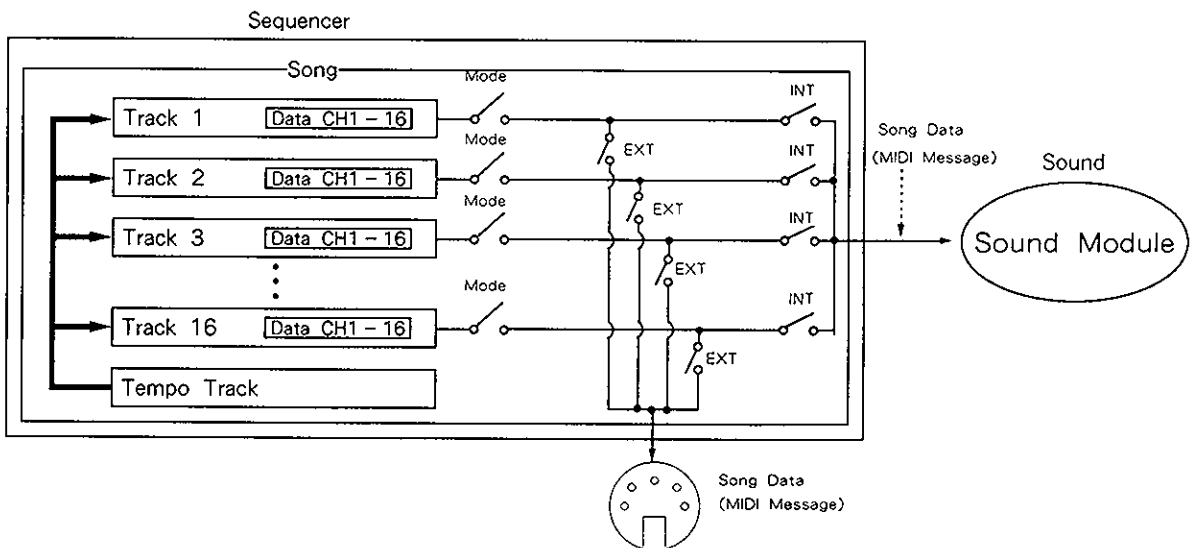 Sequencer
Song
Mode
INT
Track 1
Data CH1 - 16
EXT
Song Data
(MIDI Message)
Mode
INT
Sound
Track 2
Data CH1 - 16
EXT
Mode
INT
Track 3
Data CH1 - 16
Sound Module
EXT
Mode
INT
Track 16
Data CH1 - 16
EXT
Tempo Track
Song Data
(MIDI Message)